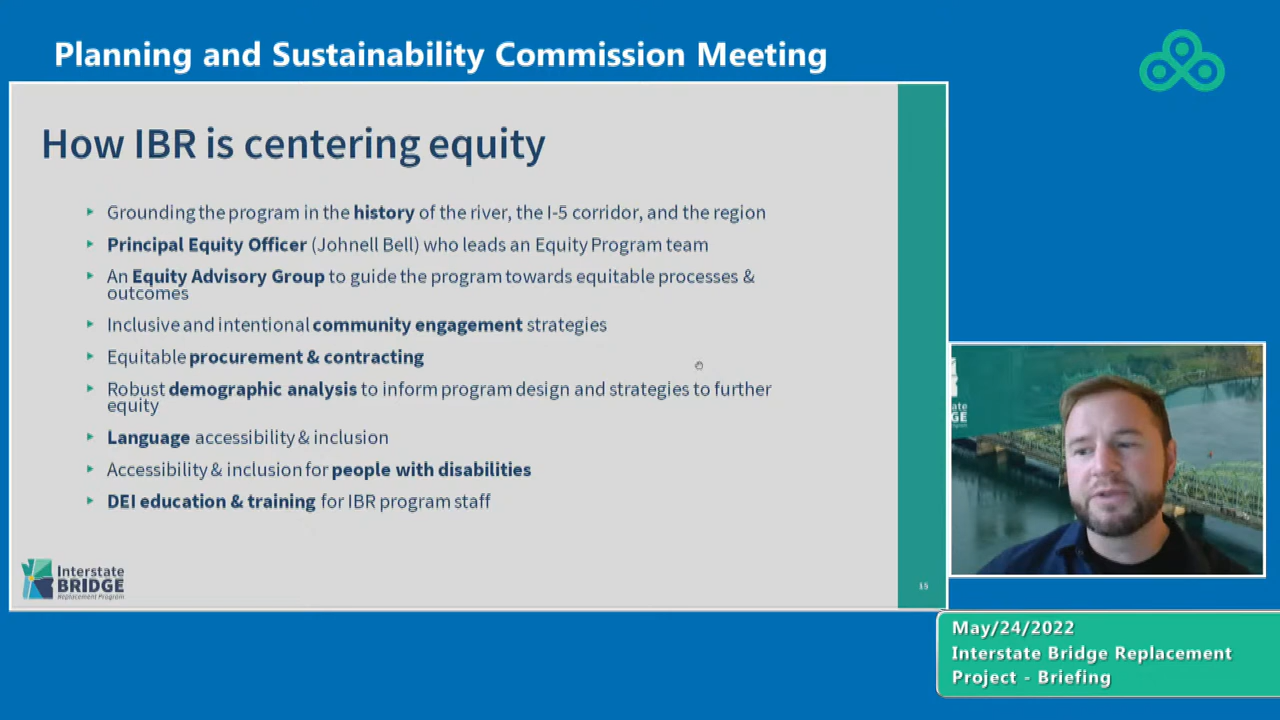 Planning and Sustainability Commission Meeting
How IBR is centering equity
Grounding the program in the history of the river, the I-5 corridor, and the region
Principal Equity Officer (Johnell Bell) who leads an Equity Program team
An Equity Advisory Group to guide the program towards equitable processes &
outcomes
Inclusive and intentional community engagement strategies
Equitable procurement & contracting
Robust demographic analysis to inform program design and strategies to further
equity
Language accessibility & inclusion
Accessibility & inclusion for people with disabilities
DEI education & training for IBR program staff
Interstate
BRIDGE
Replacement Program
15
May/24/2022
Interstate Bridge Replacement
Project - Briefing